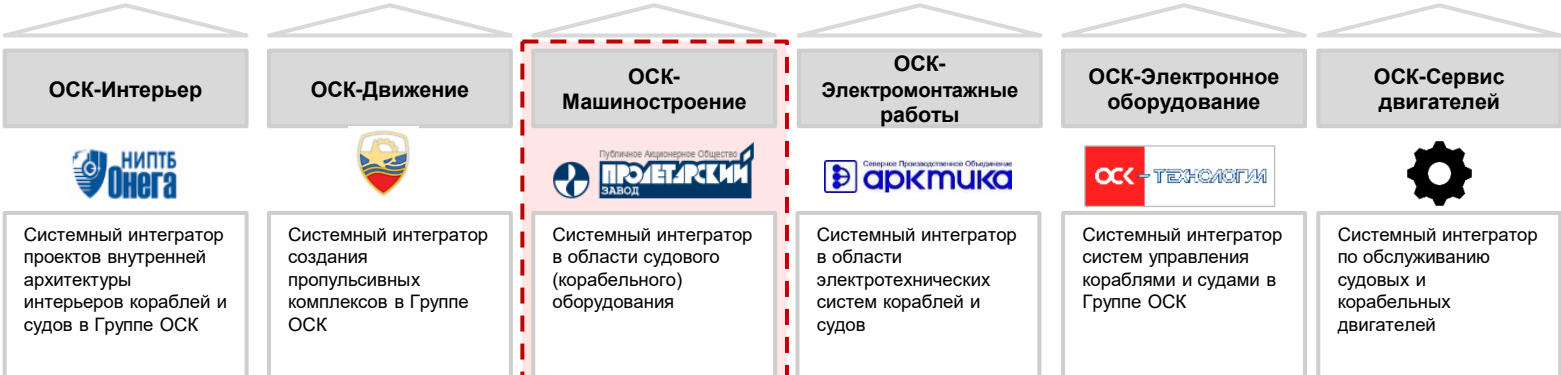 ОСК-Интерьер
НИПТБ
Онега
Системный интегратор
проектов внутренней
архитектуры
интерьеров кораблей и
судов в Группе ОСК
ОСК-Движение
Системный интегратор
создания
пропульсивных
комплексов в Группе
ОСК
ОСК-
Машиностроение
Публичное Акционерное Общество
ПРОЛЕТАРСКИЙ
ЗАВОД
Системный интегратор
в области судового
(корабельного)
оборудования
ОСК-
Электромонтажные
работы
Северное Производственное Объединение
арктика
Системный интегратор
в области
электротехнических
систем кораблей и
судов
ОСК-Электронное
оборудование
ОСК - ТЕХНОЛОГИИ
Системный интегратор
систем управления
кораблями и судами в
Группе ОСК
ОСК-Сервис
двигателей
Системный интегратор
по обслуживанию
судовых и
корабельных
двигателей